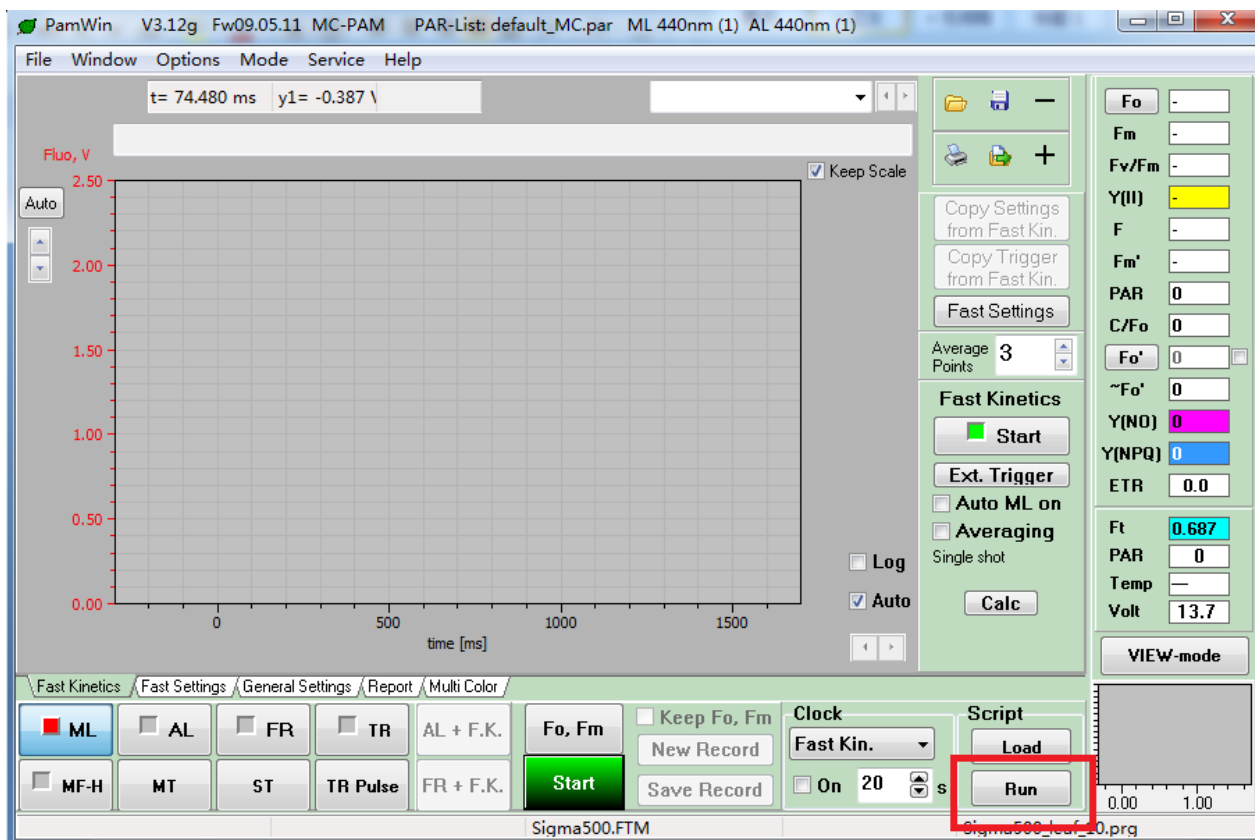 PamWin V3.12g Fw09.05.11 MC-PAM PAR-List: default_MC.par ML 440nm (1) AL 440nm (1)
File Window Options Mode Service Help
t= 74.480 ms y1= -0.387
Fluo, V
Keep Scale
Auto
2.50
2.00
1.50
1.00
0.50
0.00
0 500 1000 1500
time [ms]
Log
Auto
Copy Settings
from Fast Kin.
Copy Trigger
from Fast Kin.
Fast Settings
Average
Points
3
Fast Kinetics
Start
Ext. Trigger
Auto ML on
Averaging
Single shot
Calc
Fo -
Fm -
Fv/Fm -
Y(II) -
F -
Fm' -
PAR 0
C/Fo 0
Fo' 0
~Fo' 0
Y(NO) 0
Y(NPQ) 0
ETR 0.0
Ft 0.687
PAR 0
Temp —
Volt 13.7
VIEW-mode
0.00 1.00
Fast Kinetics Fast Settings General Settings Report Multi Color
ML AL FR TR AL + F.K.
MF-H MT ST TR Pulse FR + F.K.
Fo, Fm
Start
Keep Fo, Fm
New Record
Save Record
Clock
Fast Kin.
On 20 s
Script
Load
Run
Sigma500.FTM Sigma500_leaf_10.prg